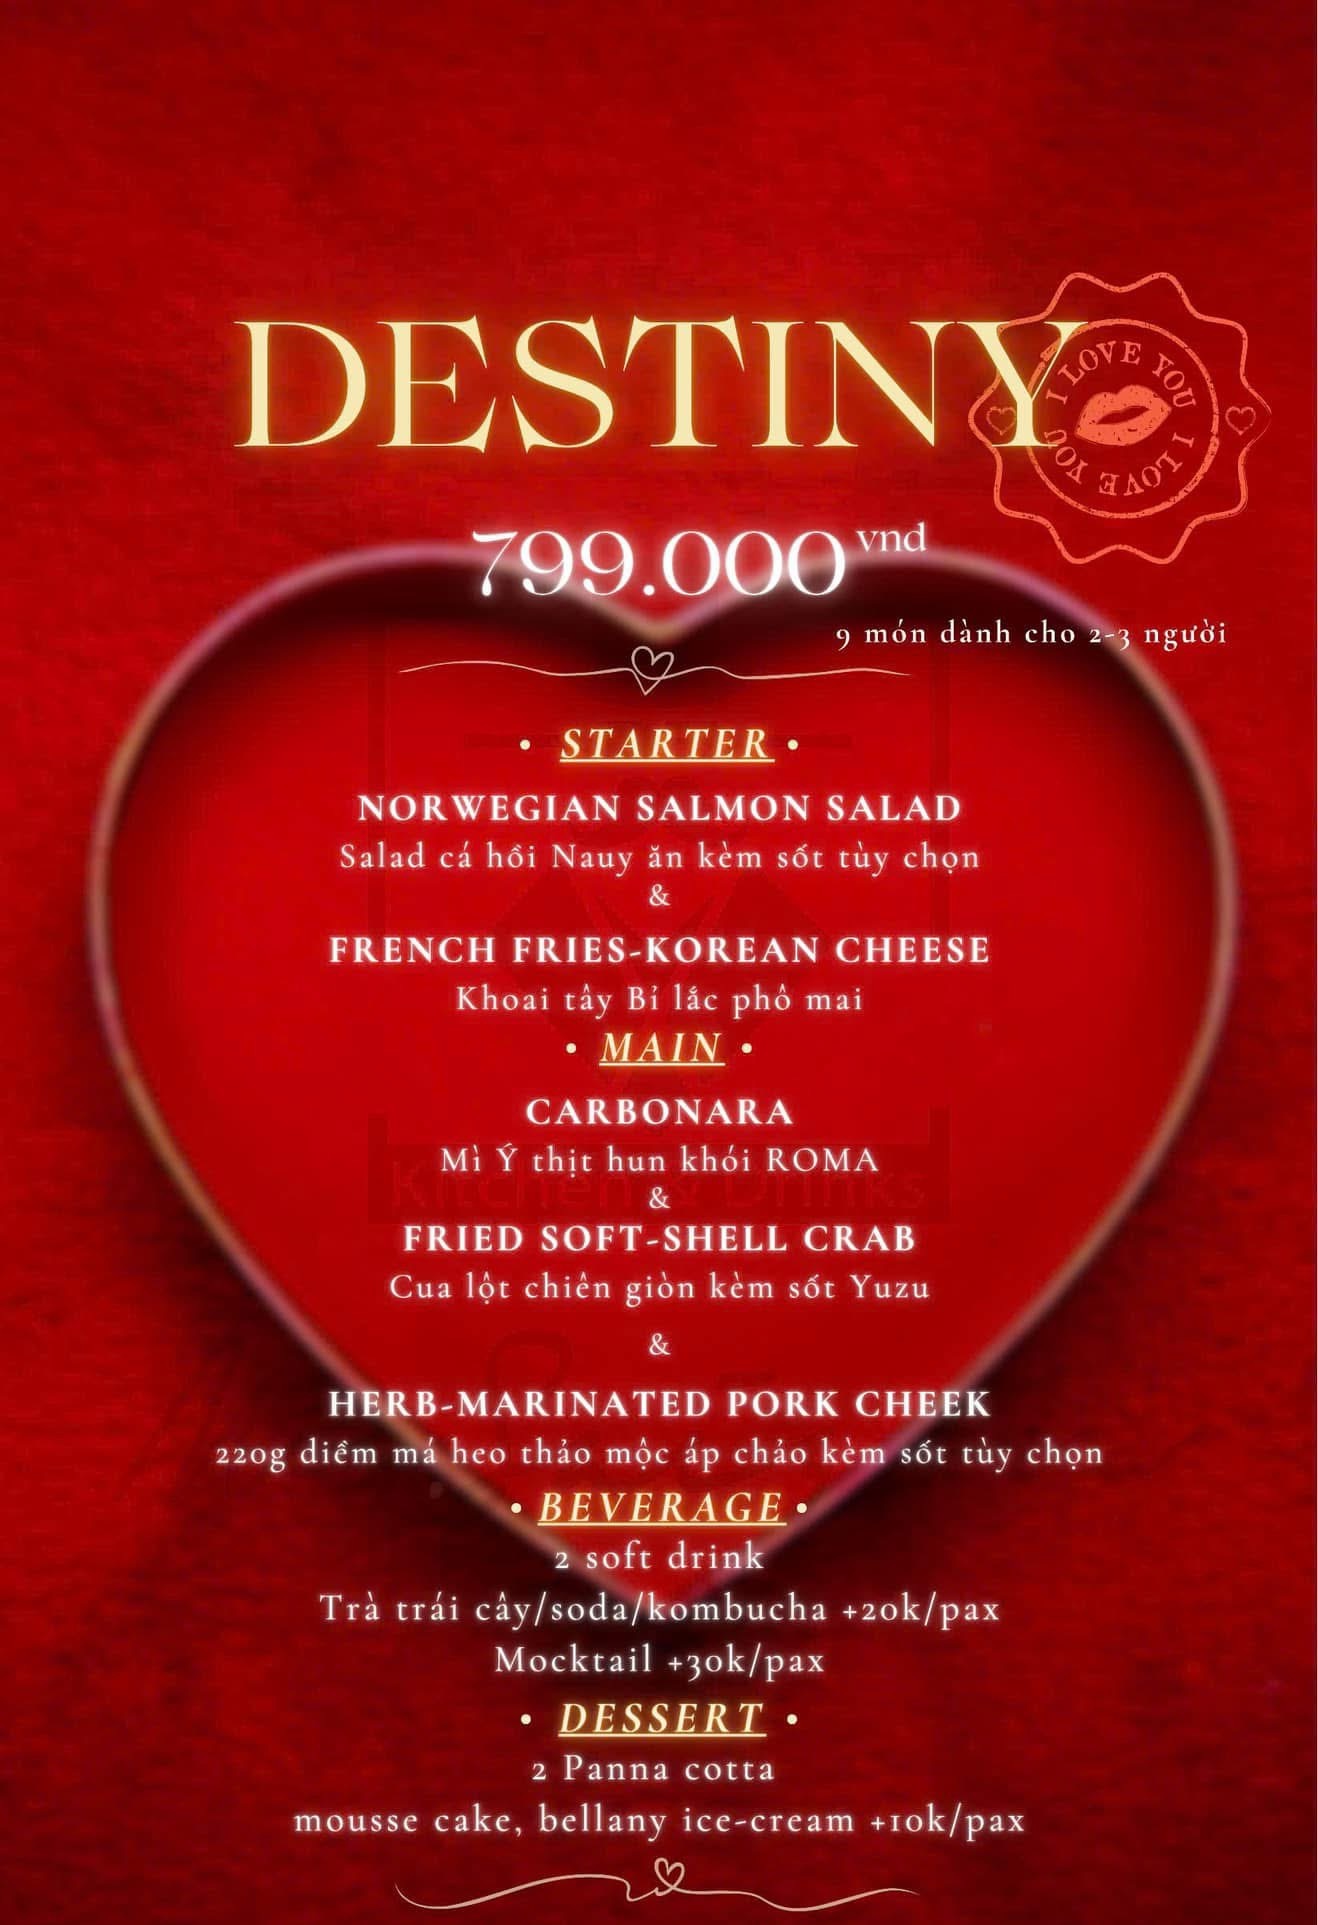 DESTINY
I LOVE YOU I LOVE YOU
799.000 vnd
9 món dành cho 2-3 người
• STARTER •
NORWEGIAN SALMON SALAD
Salad cá hồi Nauy ăn kèm sốt tùy chọn
&
FRENCH FRIES-KOREAN CHEESE
Khoai tây Bỉ lắc phô mai
• MAIN •
CARBONARA
Mì Ý thịt hun khói ROMA
Kitchen & Drinks
&
FRIED SOFT-SHELL CRAB
Cua lột chiên giòn kèm sốt Yuzu
&
HERB-MARINATED PORK CHEEK
220g diềm má heo thảo mộc áp chảo kèm sốt tùy chọn
• BEVERAGE •
2 soft drink
Trà trái cây/soda/kombucha +20k/pax
Mocktail +30k/pax
• DESSERT •
2 Panna cotta
mousse cake, bellany ice-cream +10k/pax